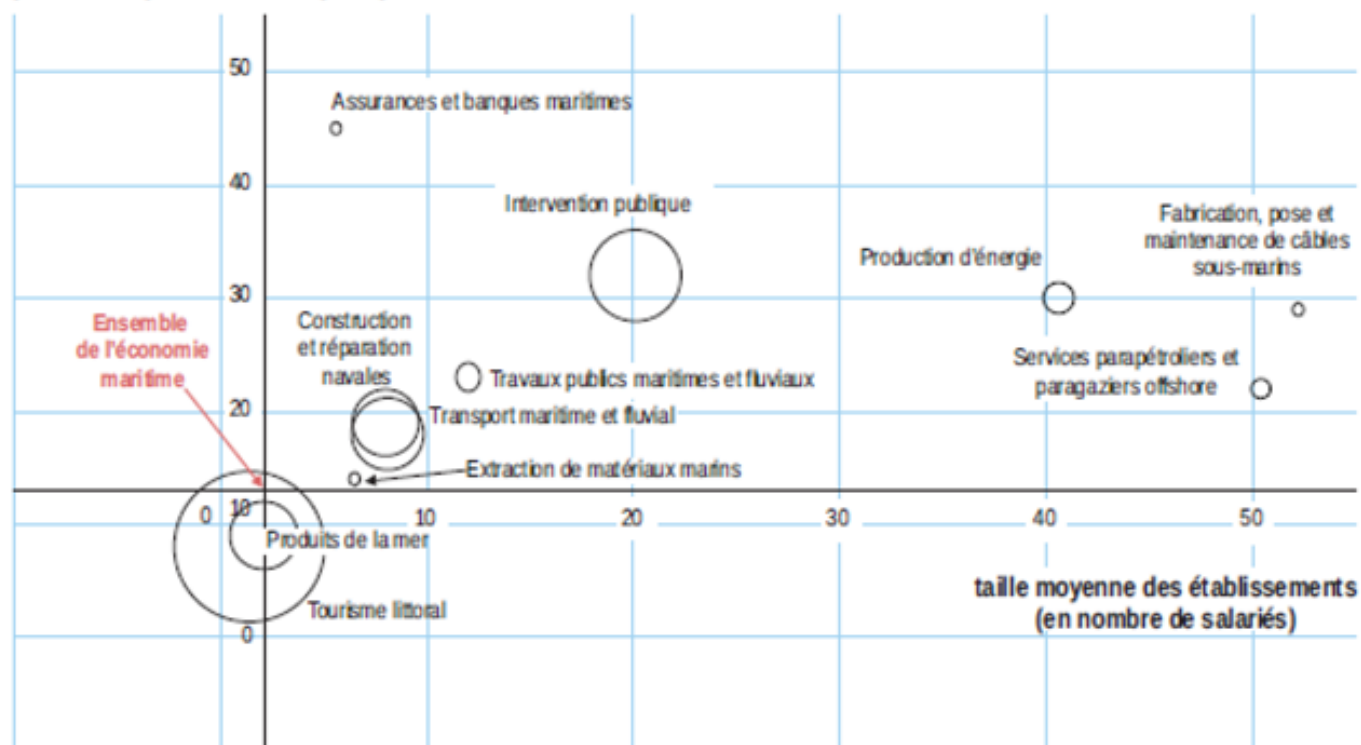 50
Assurances et banques maritimes
40
Intervention publique
Fabrication, pose et
maintenance de câbles
sous-marins
Production d'énergie
30
Ensemble
de l'économie
maritime
Construction
et réparation
navales
Services parapétroliers et
paragaziers offshore
Travaux publics maritimes et fluviaux
20
Transport maritime et fluvial
Extraction de matériaux marins
0
10
10
20
30
40
50
Produits de la mer
taille moyenne des établissements
(en nombre de salariés)
Tourisme littoral
0